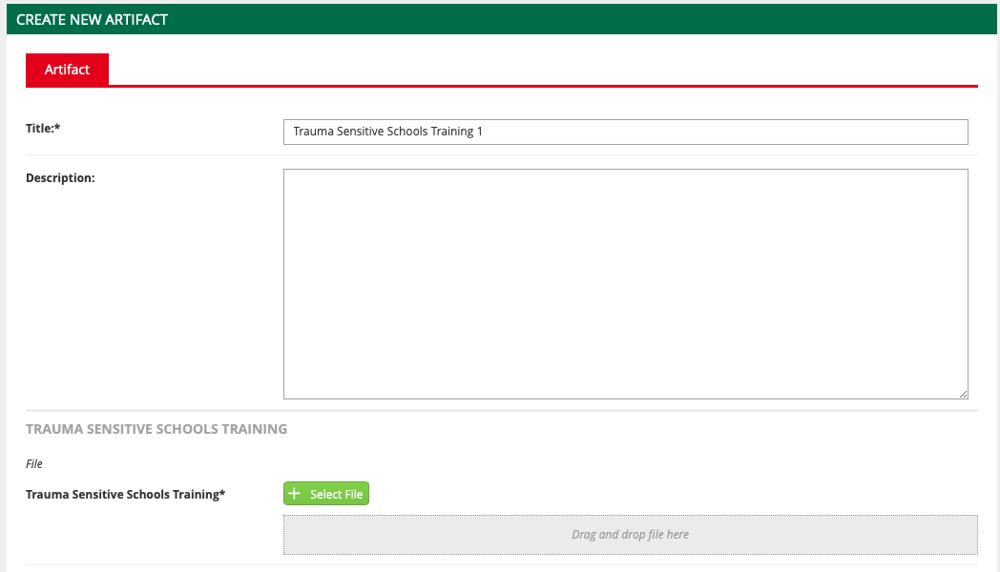 CREATE NEW ARTIFACT
Artifact
Title:*
Trauma Sensitive Schools Training 1
Description:
TRAUMA SENSITIVE SCHOOLS TRAINING
File
Trauma Sensitive Schools Training*
+ Select File
Drag and drop file here